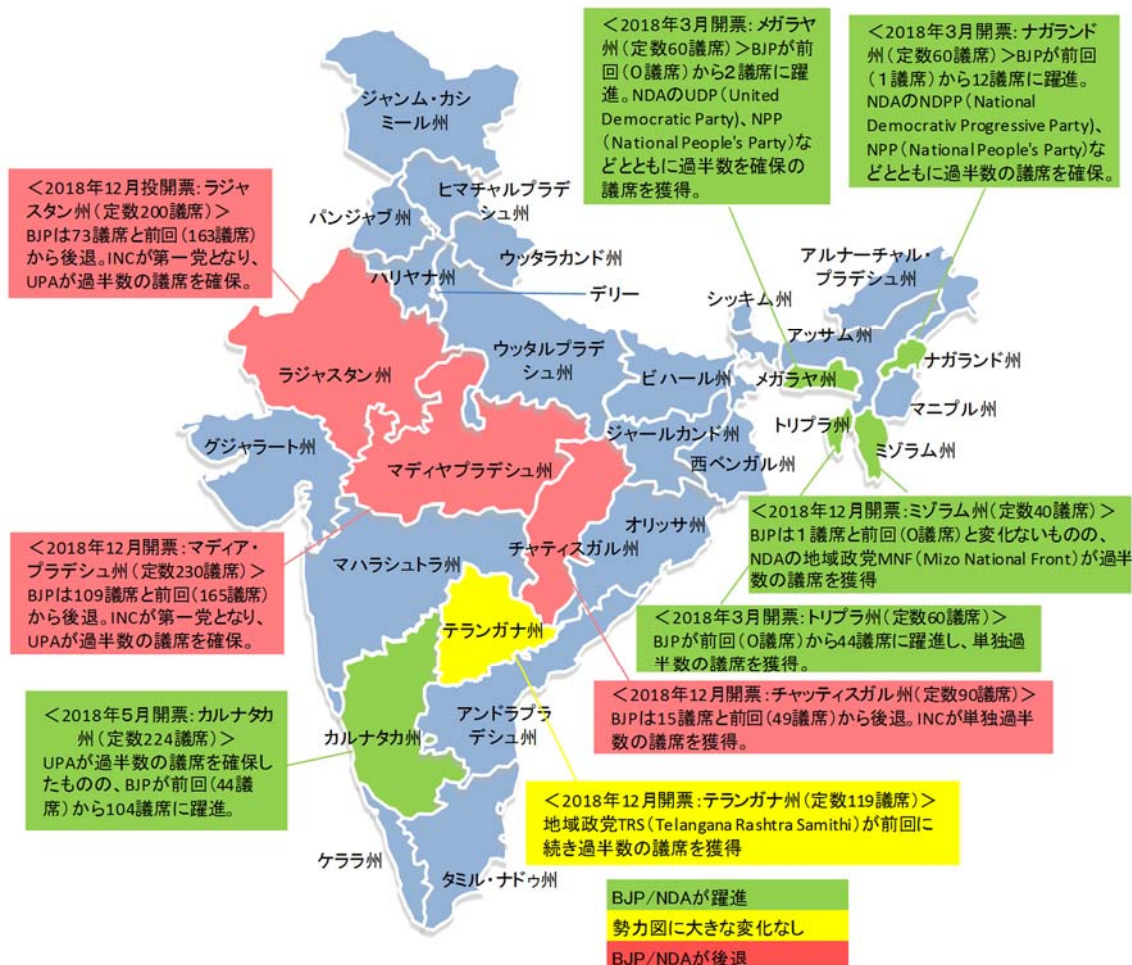 <2018年3月開票:メガラヤ
州(定数60議席)>BJPが前
回(0議席)から2議席に躍
進。NDAのUDP(United
Democratic Party)、NPP
(National People's Party)な
どとともに過半数を確保の
議席を獲得。
<2018年3月開票:ナガランド
州(定数60議席)>BJPが前回
(1議席)から12議席に躍進。
NDAのNDPP(National
Democrativ Progressive Party)、
NPP(National People's Party)な
どとともに過半数の議席を確保。
ジャンム・カシ
ミール州
<2018年12月投開票:ラジャ
スタン州(定数200議席)>
BJPは73議席と前回(163議席)
から後退。INCが第一党となり、
UPAが過半数の議席を確保。
ヒマチャルプラデ
シュ州
パンジャブ州
ウッタラカンド州
ハリヤナ州
デリー
アルナーチャル・
プラデシュ州
シッキム州
アッサム州
ナガランド州
ウッタルプラデ
シュ州
ビハール州
メガラヤ州
ラジャスタン州
マニプル州
トリプラ州
ミゾラム州
グジャラート州
マディヤプラデシュ州
ジャールカンド州
西ベンガル州
オリッサ州
チャティスガル州
マハラシュトラ州
<2018年12月開票:ミゾラム州(定数40議席)>
BJPは1議席と前回(0議席)と変化ないものの、
NDAの地域政党MNF(Mizo National Front)が過半
数の議席を獲得
<2018年12月開票:マディア・
プラデシュ州(定数230議席)>
BJPは109議席と前回(165議席)
から後退。INCが第一党となり、
UPAが過半数の議席を確保。
テランガナ州
<2018年3月開票:トリプラ州(定数60議席)>
BJPが前回(0議席)から44議席に躍進し、単独過
半数の議席を獲得。
<2018年12月開票:チャッティスガル州(定数90議席)>
BJPは15議席と前回(49議席)から後退。INCが単独過半
数の議席を獲得。
<2018年5月開票:カルナタカ
州(定数224議席)>
UPAが過半数の議席を確保し
たものの、BJPが前回(44議
席)から104議席に躍進。
カルナタカ州
アンドラプラ
デシュ州
<2018年12月開票:テランガナ州(定数119議席)>
地域政党TRS(Telangana Rashtra Samithi)が前回に
続き過半数の議席を獲得
ケララ州
タミル・ナドゥ州
BJP/NDAが躍進
勢力図に大きな変化なし
BJP/NDAが後退